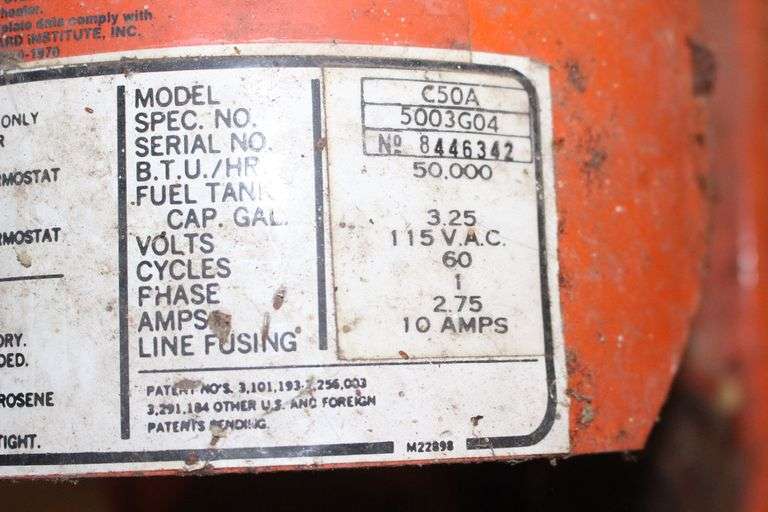 heater.
plate data comply with
ARD INSTITUTE, INC.
-1970
ONLY
R
RMOSTAT
RMOSTAT
ORY.
DED.
ROSENE
TIGHT.
MODEL C50A
SPEC. NO. 5003G04
SERIAL NO. Nº 8446342
B.T.U./HR 50,000
FUEL TANK
CAP. GAL. 3.25
VOLTS 115 V.A.C.
CYCLES 60
PHASE 1
AMPS 2.75
LINE FUSING 10 AMPS
PATENT NO'S. 3,101,193-3,256,003
3,291,184 OTHER U.S. AND FOREIGN
PATENTS PENDING.
M22898